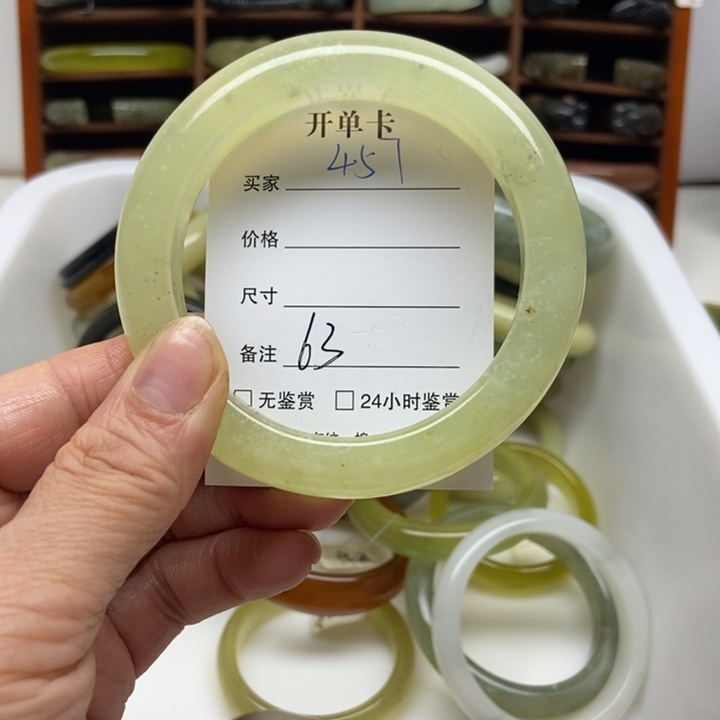 开单卡
买家 457
价格
尺寸
备注 63
□无鉴赏 □24小时鉴赏